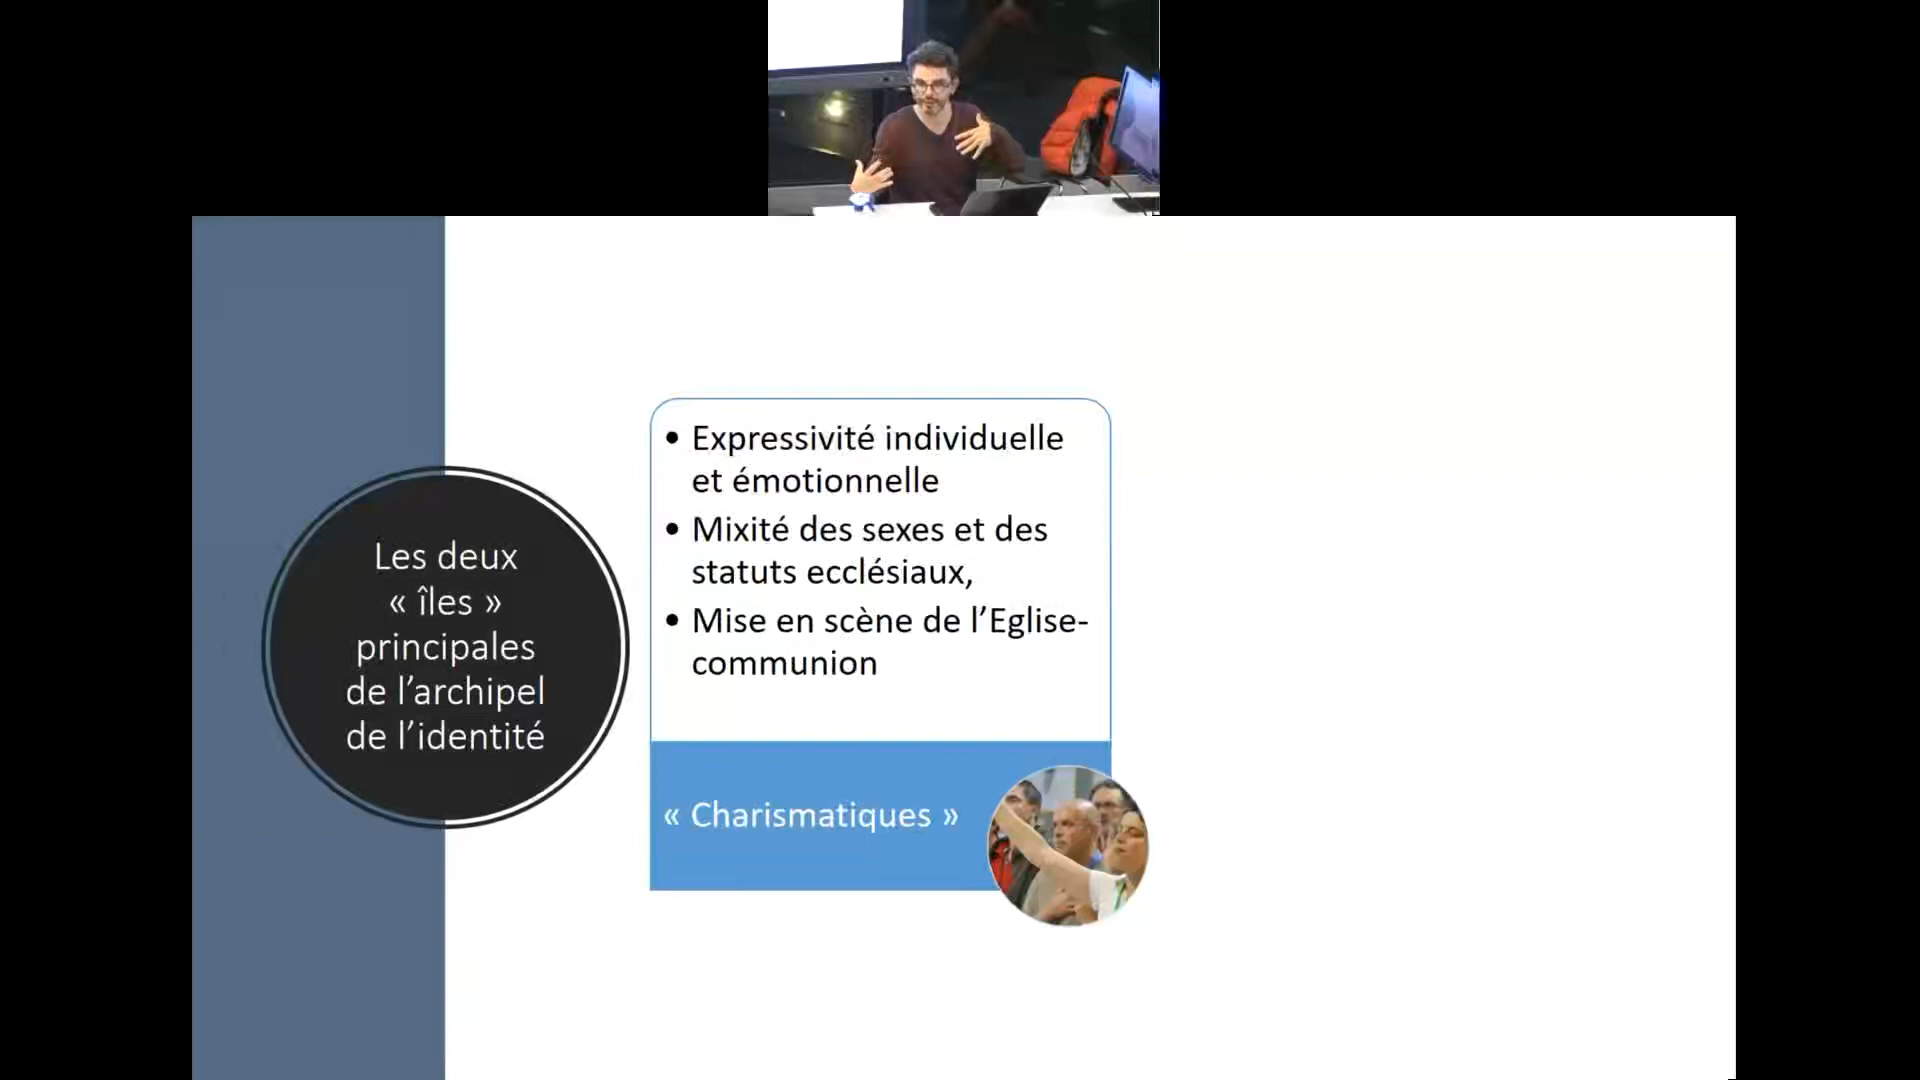 Les deux
« îles »
principales
de l’archipel
de l’identité
• Expressivité individuelle
et émotionnelle
• Mixité des sexes et des
statuts ecclésiaux,
• Mise en scène de l’Eglise-
communion
« Charismatiques »